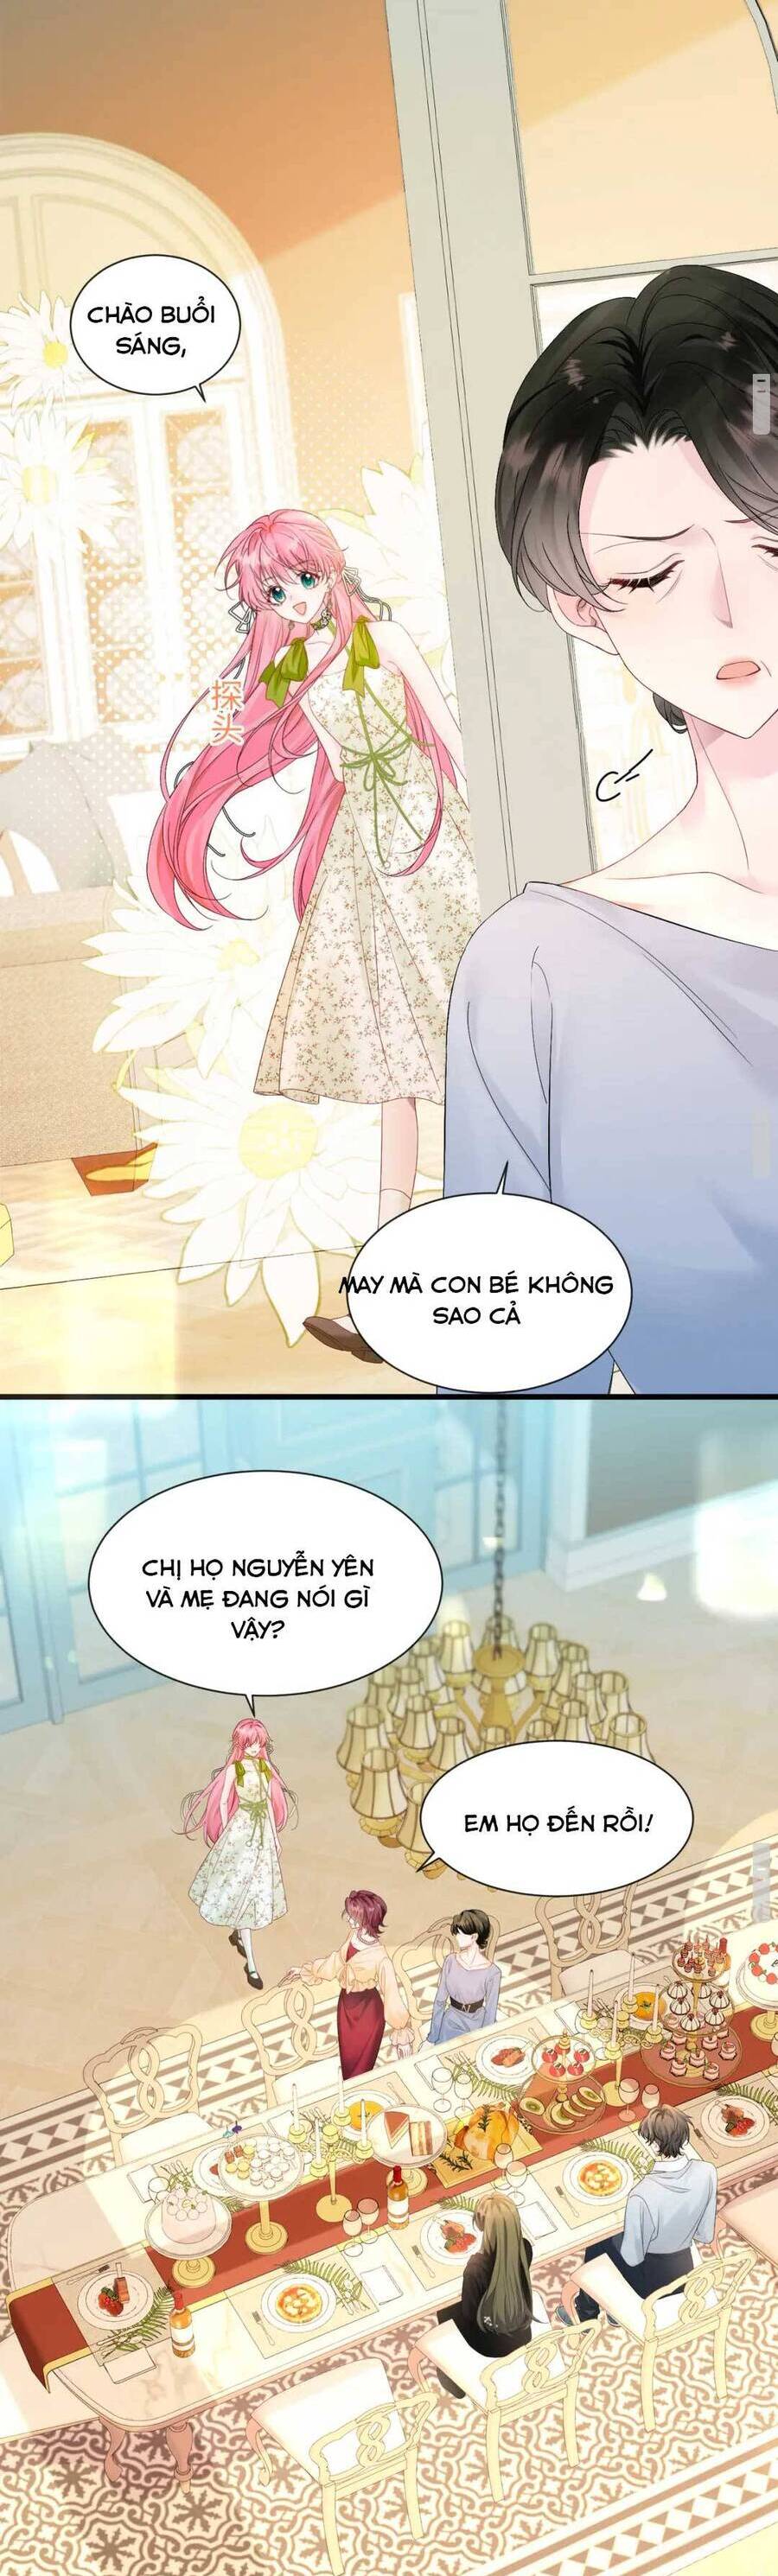 CHÀO BUỔI
SÁNG,
探头
MAY MÀ CON BÉ KHÔNG
SAO CẢ
CHỊ HỌ NGUYỄN YÊN
VÀ MẸ ĐANG NÓI GÌ
VẬY?
EM HỌ ĐẾN RỒI!